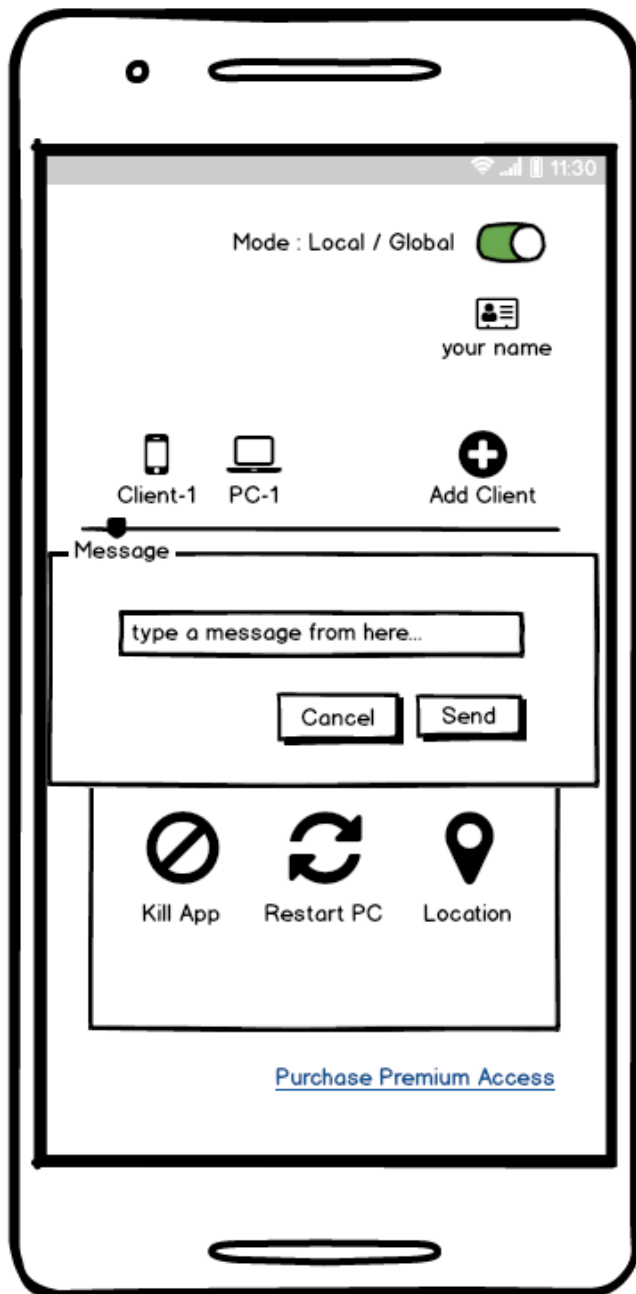 11:30
Mode : Local / Global
your name
Client-1 PC-1 Add Client
Message
type a message from here...
Cancel Send
Kill App Restart PC Location
Purchase Premium Access